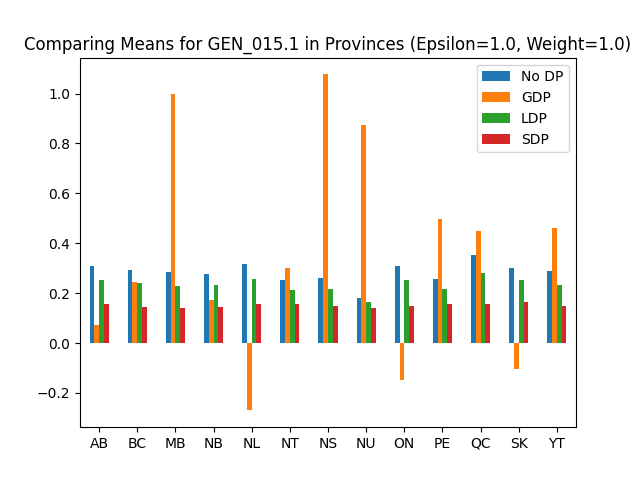 Comparing Means for GEN_015.1 in Provinces (Epsilon=1.0, Weight=1.0)
No DP
GDP
LDP
SDP
1.0
0.8
0.6
0.4
0.2
0.0
−0.2
AB BC MB NB NL NT NS NU ON PE QC SK YT